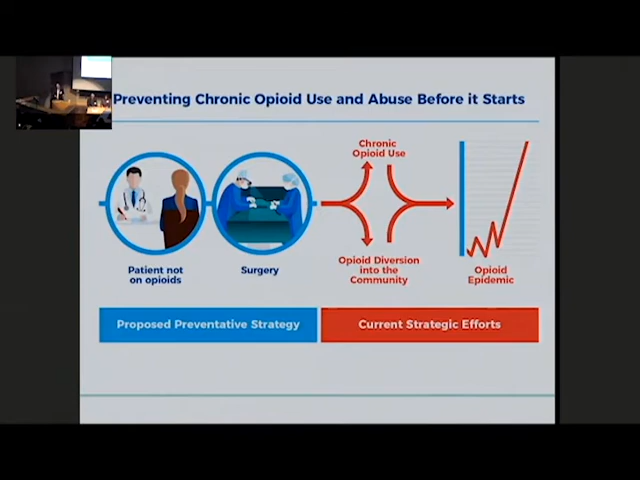 Preventing Chronic Opioid Use and Abuse Before it Starts
Chronic
Opioid Use
Patient not
on opioids
Surgery
Opioid Diversion
into the
Community
Opioid
Epidemic
Proposed Preventative Strategy
Current Strategic Efforts